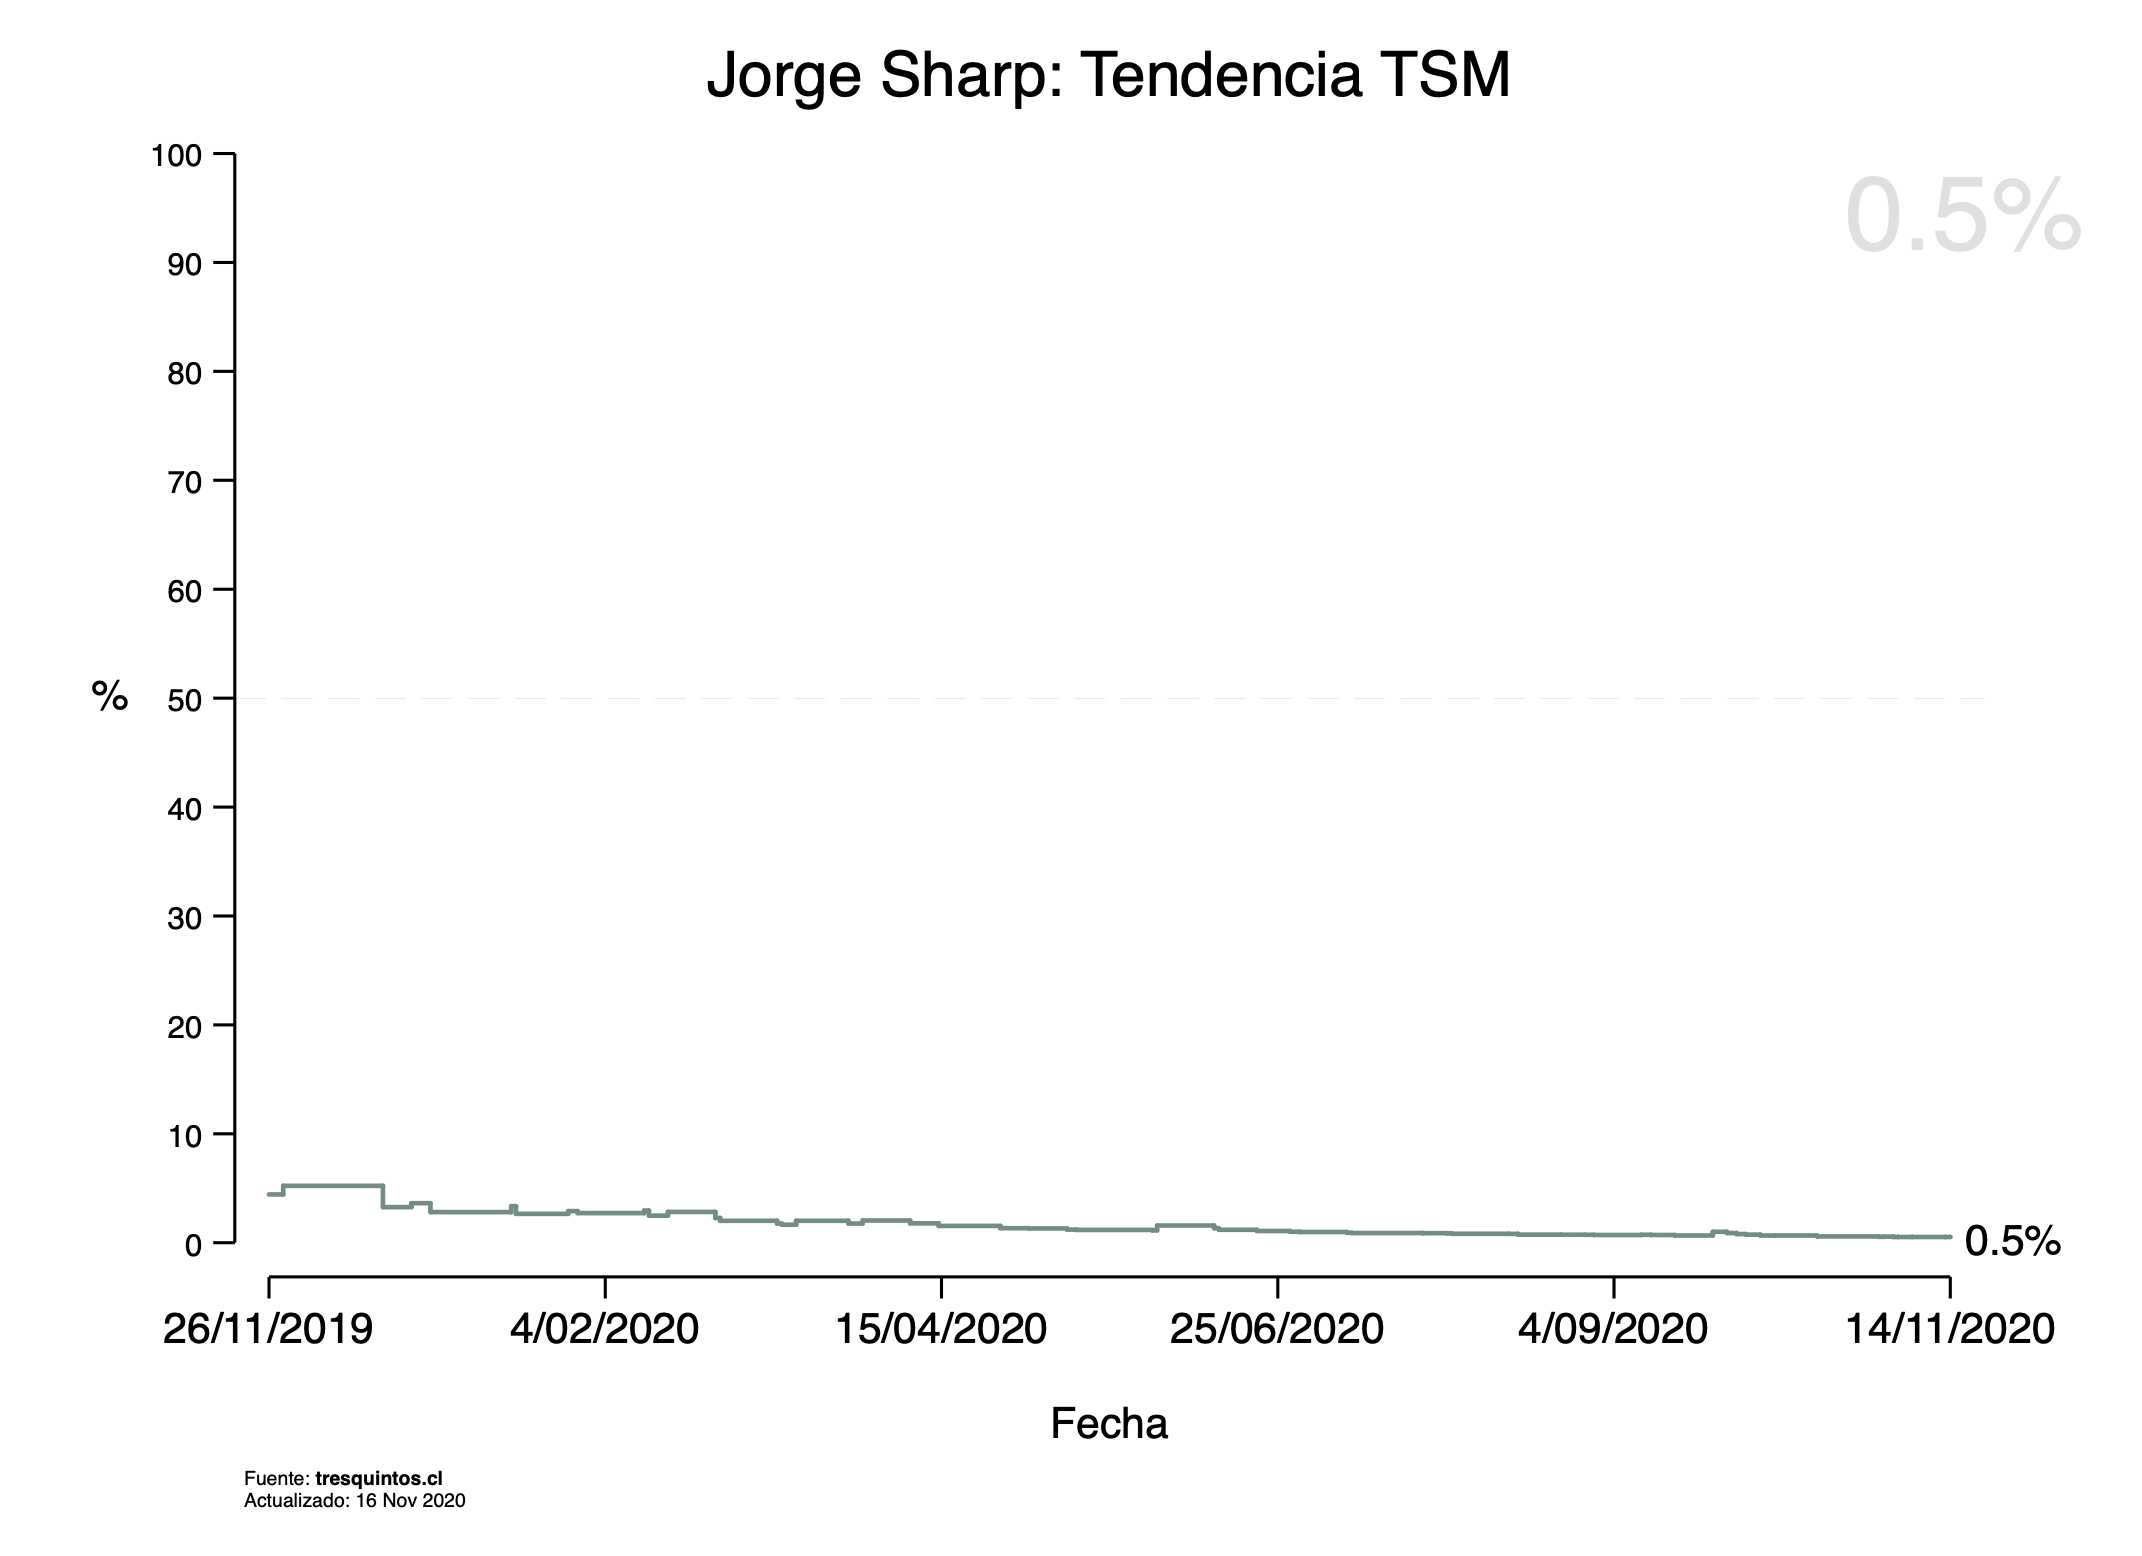 Jorge Sharp: Tendencia TSM
0.5%
100
90
80
70
60
50
40
30
20
10
0
%
0.5%
26/11/2019 4/02/2020 15/04/2020 25/06/2020 4/09/2020 14/11/2020
Fecha
Fuente: tresquintos.cl
Actualizado: 16 Nov 2020